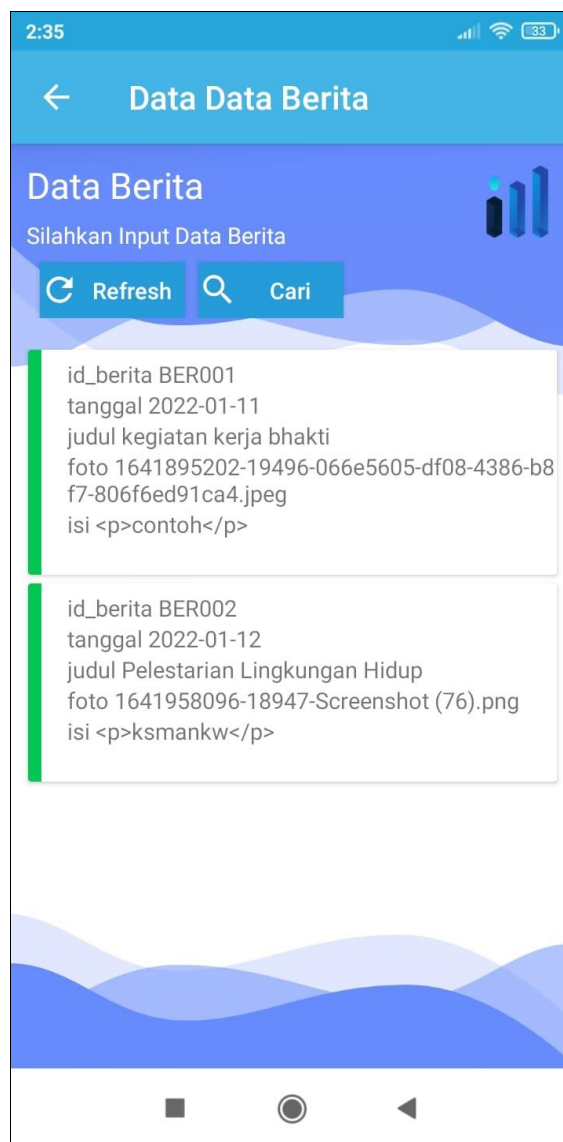 2:35
33
Data Data Berita
Data Berita
Silahkan Input Data Berita
Refresh
Cari
id_berita BER001
tanggal 2022-01-11
judul kegiatan kerja bhakti
foto 1641895202-19496-066e5605-df08-4386-b8
f7-806f6ed91ca4.jpeg
isi <p>contoh</p>
id_berita BER002
tanggal 2022-01-12
judul Pelestarian Lingkungan Hidup
foto 1641958096-18947-Screenshot (76).png
isi <p>ksmankw</p>